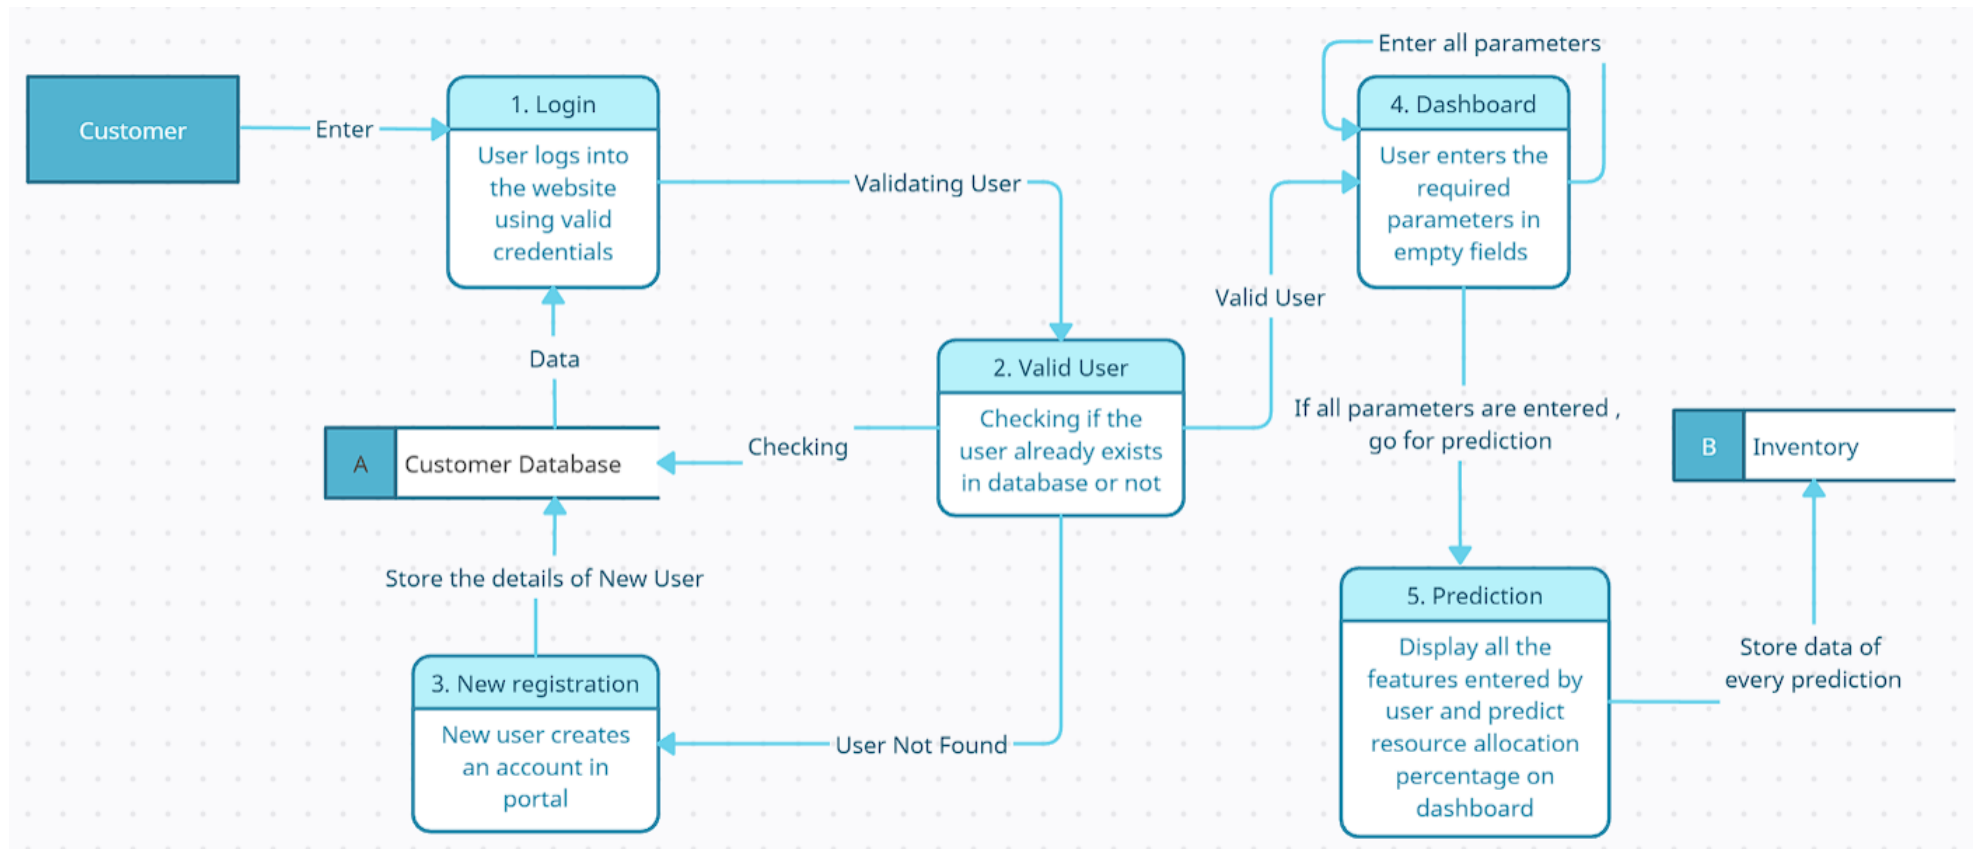 Customer
Enter
1. Login
User logs into
the website
using valid
credentials
Validating User
Enter all parameters
4. Dashboard
User enters the
required
parameters in
empty fields
Valid User
Data
2. Valid User
Checking if the
user already exists
in database or not
Checking
A
Customer Database
If all parameters are entered ,
go for prediction
B
Inventory
Store the details of New User
3. New registration
New user creates
an account in
portal
User Not Found
5. Prediction
Display all the
features entered by
user and predict
resource allocation
percentage on
dashboard
Store data of
every prediction